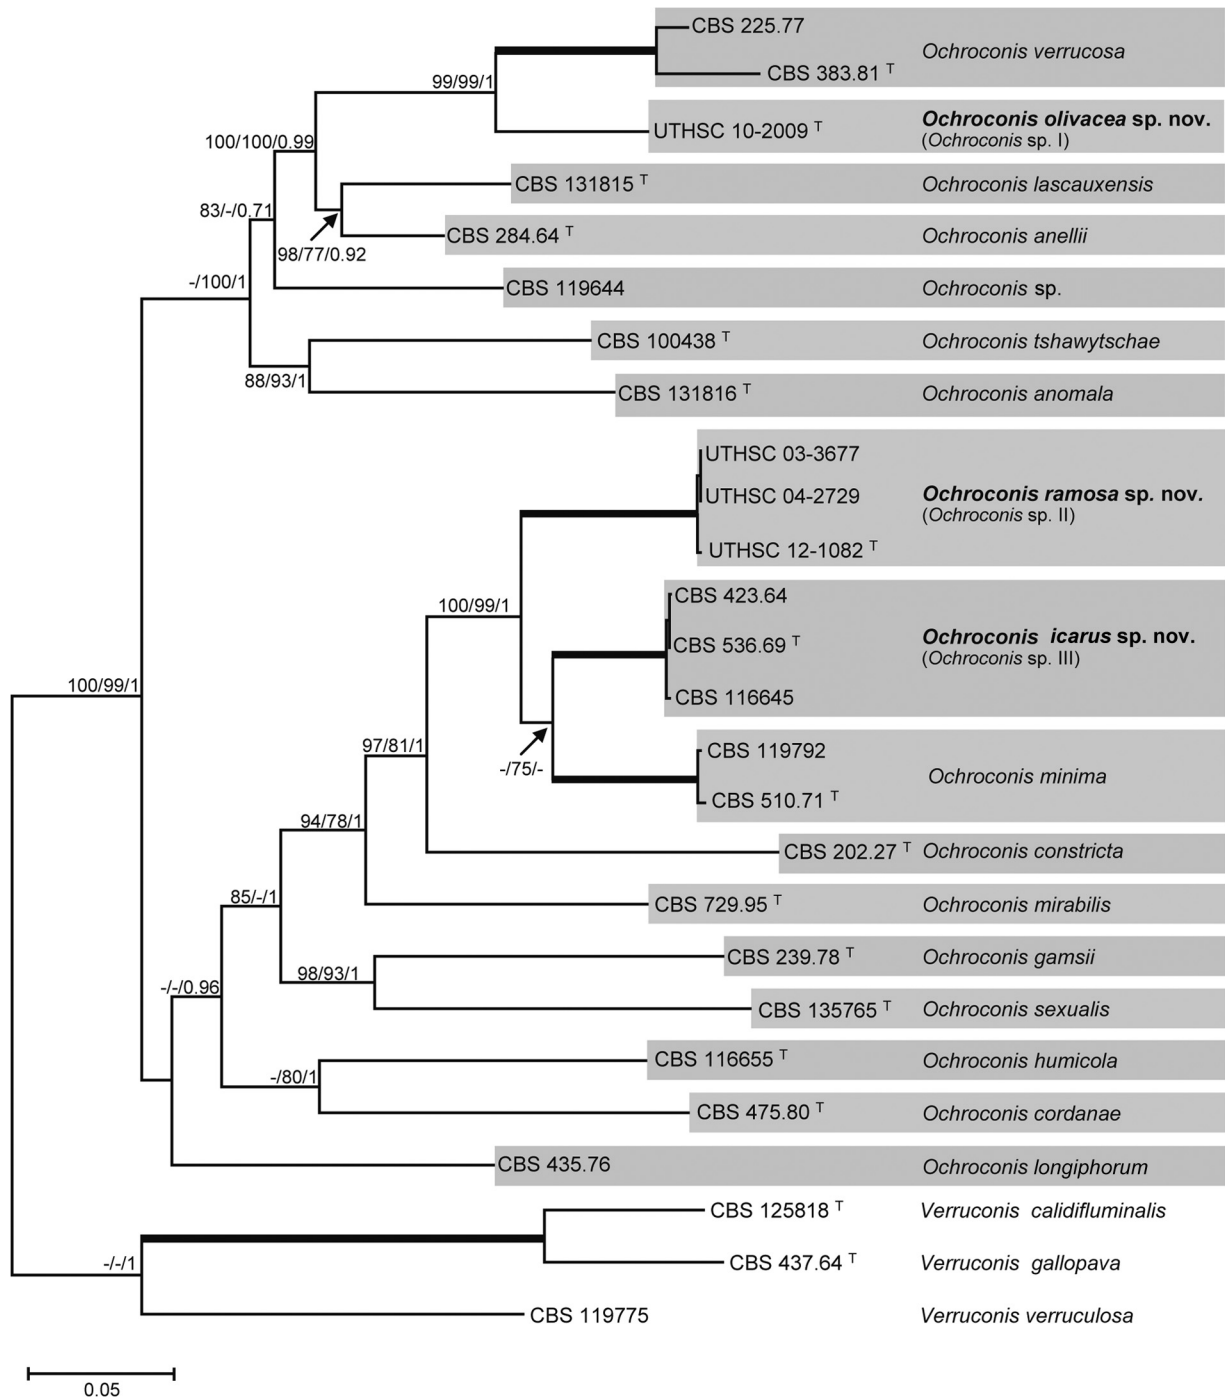 CBS 225.77
Ochroconis verrucosa
CBS 383.81 T
99/99/1
Ochroconis olivacea sp. nov.
UTHSC 10-2009 T
(Ochroconis sp. I)
100/100/0.99
CBS 131815 T Ochroconis lascauxensis
83/-/0.71
CBS 284.64 T Ochroconis anellii
98/77/0.92
-/100/1
CBS 119644 Ochroconis sp.
CBS 100438 T Ochroconis tshawytschae
88/93/1
CBS 131816 T Ochroconis anomala
UTHSC 03-3677
UTHSC 04-2729 Ochroconis ramosa sp. nov.
(Ochroconis sp. II)
UTHSC 12-1082 T
CBS 423.64
100/99/1
CBS 536.69 T Ochroconis icarus sp. nov.
(Ochroconis sp. III)
100/99/1
CBS 116645
97/81/1
CBS 119792
-/75/-
Ochroconis minima
CBS 510.71 T
94/78/1
CBS 202.27 T Ochroconis constricta
85/-/1
CBS 729.95 T Ochroconis mirabilis
CBS 239.78 T Ochroconis gamsii
98/93/1
-/-/0.96
CBS 135765 T Ochroconis sexualis
CBS 116655 T Ochroconis humicola
-/80/1
CBS 475.80 T Ochroconis cordanae
CBS 435.76 Ochroconis longiphorum
CBS 125818 T Verruconis calidifluminalis
-/-/1
CBS 437.64 T Verruconis gallopava
CBS 119775 Verruconis verruculosa
0.05